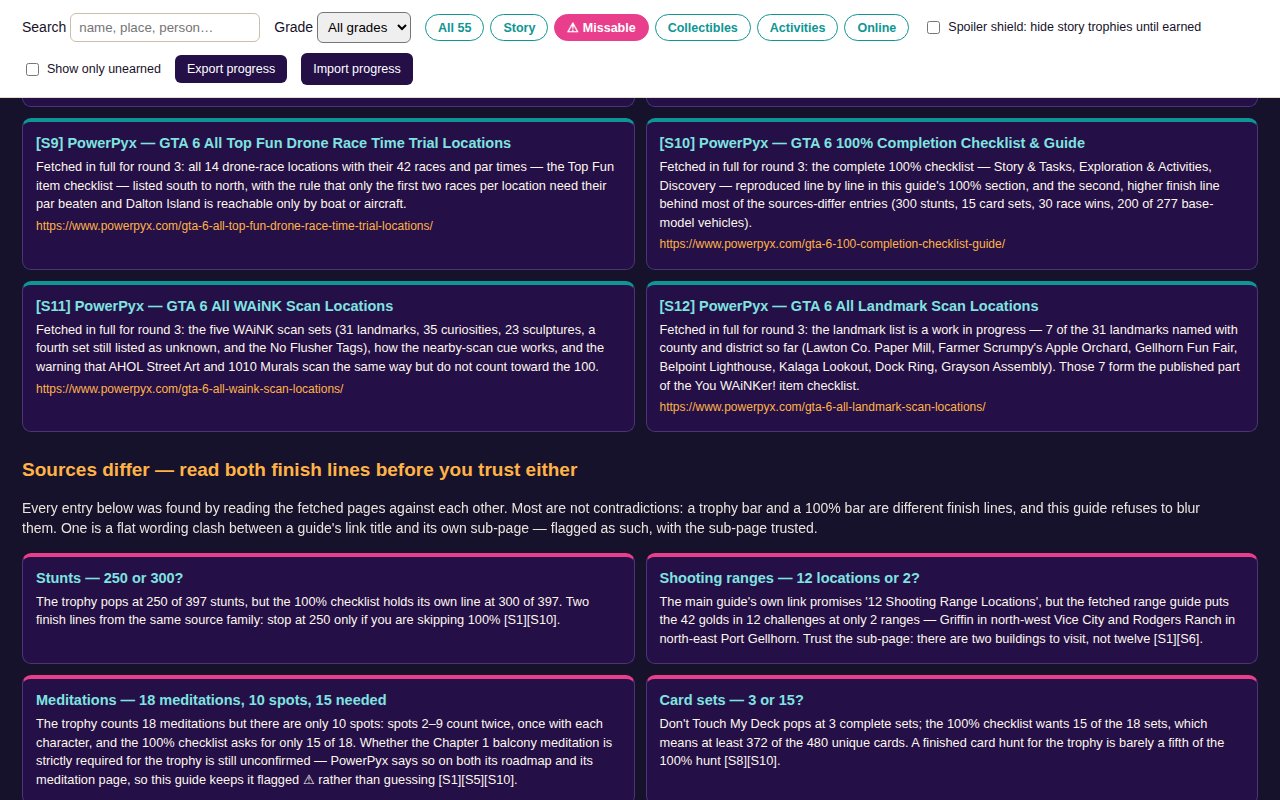 Search name, place, person… Grade All grades All 55 Story ⚠ Missable Collectibles Activities Online Spoiler shield: hide story trophies until earned
Show only unearned Export progress Import progress
[S9] PowerPyx — GTA 6 All Top Fun Drone Race Time Trial Locations
Fetched in full for round 3: all 14 drone-race locations with their 42 races and par times — the Top Fun
item checklist — listed south to north, with the rule that only the first two races per location need their
par beaten and Dalton Island is reachable only by boat or aircraft.
https://www.powerpyx.com/gta-6-all-top-fun-drone-race-time-trial-locations/
[S10] PowerPyx — GTA 6 100% Completion Checklist & Guide
Fetched in full for round 3: the complete 100% checklist — Story & Tasks, Exploration & Activities,
Discovery — reproduced line by line in this guide's 100% section, and the second, higher finish line
behind most of the sources-differ entries (300 stunts, 15 card sets, 30 race wins, 200 of 277 base-
model vehicles).
https://www.powerpyx.com/gta-6-100-completion-checklist-guide/
[S11] PowerPyx — GTA 6 All WAiNK Scan Locations
Fetched in full for round 3: the five WAiNK scan sets (31 landmarks, 35 curiosities, 23 sculptures, a
fourth set still listed as unknown, and the No Flusher Tags), how the nearby-scan cue works, and the
warning that AHOL Street Art and 1010 Murals scan the same way but do not count toward the 100.
https://www.powerpyx.com/gta-6-all-waink-scan-locations/
[S12] PowerPyx — GTA 6 All Landmark Scan Locations
Fetched in full for round 3: the landmark list is a work in progress — 7 of the 31 landmarks named with
county and district so far (Lawton Co. Paper Mill, Farmer Scrumpy's Apple Orchard, Gellhorn Fun Fair,
Belpoint Lighthouse, Kalaga Lookout, Dock Ring, Grayson Assembly). Those 7 form the published part
of the You WAiNKer! item checklist.
https://www.powerpyx.com/gta-6-all-landmark-scan-locations/
Sources differ — read both finish lines before you trust either
Every entry below was found by reading the fetched pages against each other. Most are not contradictions: a trophy bar and a 100% bar are different finish lines, and this guide refuses to blur
them. One is a flat wording clash between a guide's link title and its own sub-page — flagged as such, with the sub-page trusted.
Stunts — 250 or 300?
The trophy pops at 250 of 397 stunts, but the 100% checklist holds its own line at 300 of 397. Two
finish lines from the same source family: stop at 250 only if you are skipping 100% [S1][S10].
Shooting ranges — 12 locations or 2?
The main guide's own link promises '12 Shooting Range Locations', but the fetched range guide puts
the 42 golds in 12 challenges at only 2 ranges — Griffin in north-west Vice City and Rodgers Ranch in
north-east Port Gellhorn. Trust the sub-page: there are two buildings to visit, not twelve [S1][S6].
Meditations — 18 meditations, 10 spots, 15 needed
The trophy counts 18 meditations but there are only 10 spots: spots 2–9 count twice, once with each
character, and the 100% checklist asks for only 15 of 18. Whether the Chapter 1 balcony meditation is
strictly required for the trophy is still unconfirmed — PowerPyx says so on both its roadmap and its
meditation page, so this guide keeps it flagged ⚠ rather than guessing [S1][S5][S10].
Card sets — 3 or 15?
Don't Touch My Deck pops at 3 complete sets; the 100% checklist wants 15 of the 18 sets, which
means at least 372 of the 480 unique cards. A finished card hunt for the trophy is barely a fifth of the
100% hunt [S8][S10].